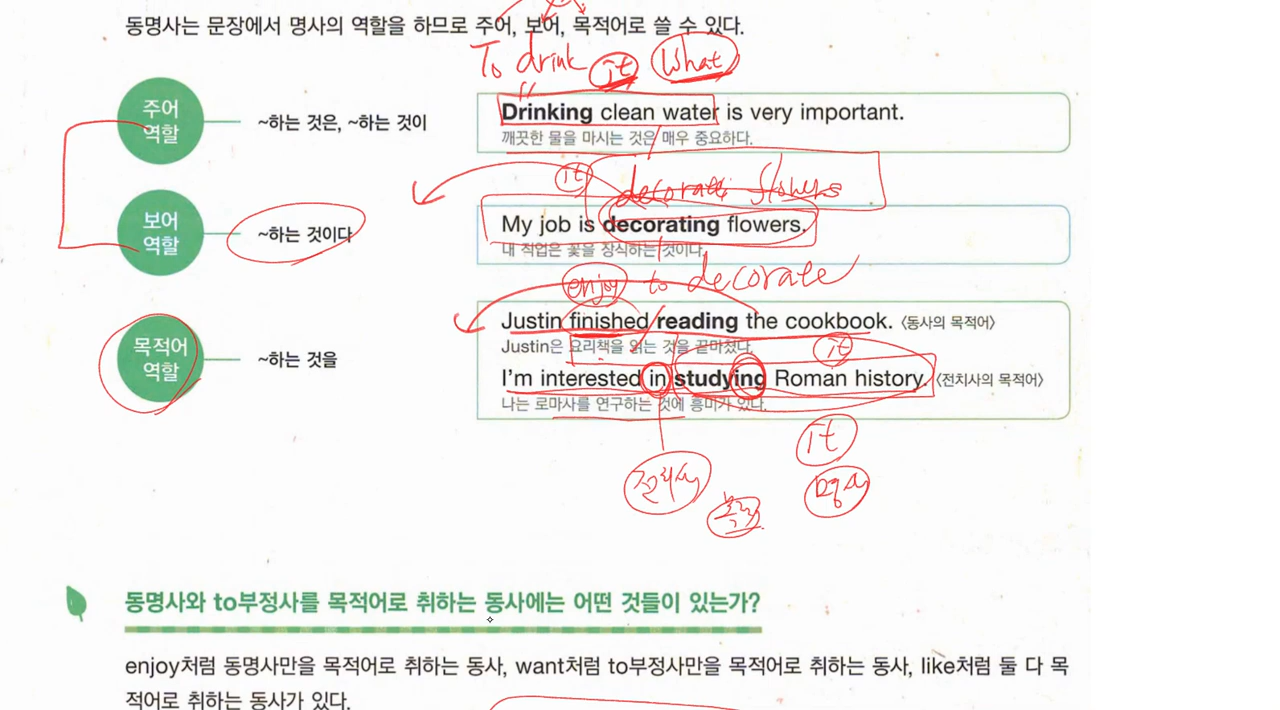 동명사는 문장에서 명사의 역할을 하므로 주어, 보어, 목적어로 쓸 수 있다.
To drink it What
주어
역할
~하는 것은, ~하는 것이
Drinking clean water is very important.
깨끗한 물을 마시는 것은 매우 중요하다.
it decorate flowers
보어
역할
~하는 것이다
My job is decorating flowers.
내 직업은 꽃을 장식하는 것이다.
enjoy to decorate
목적어
역할
~하는 것을
Justin finished reading the cookbook. 〈동사의 목적어〉
Justin은 요리책을 읽는 것을 끝마쳤다.
it
I'm interested in studying Roman history. 〈전치사의 목적어〉
나는 로마사를 연구하는 것에 흥미가 있다.
it
전치사
명사
동명사와 to부정사를 목적어로 취하는 동사에는 어떤 것들이 있는가?
enjoy처럼 동명사만을 목적어로 취하는 동사, want처럼 to부정사만을 목적어로 취하는 동사, like처럼 둘 다 목
적어로 취하는 동사가 있다.